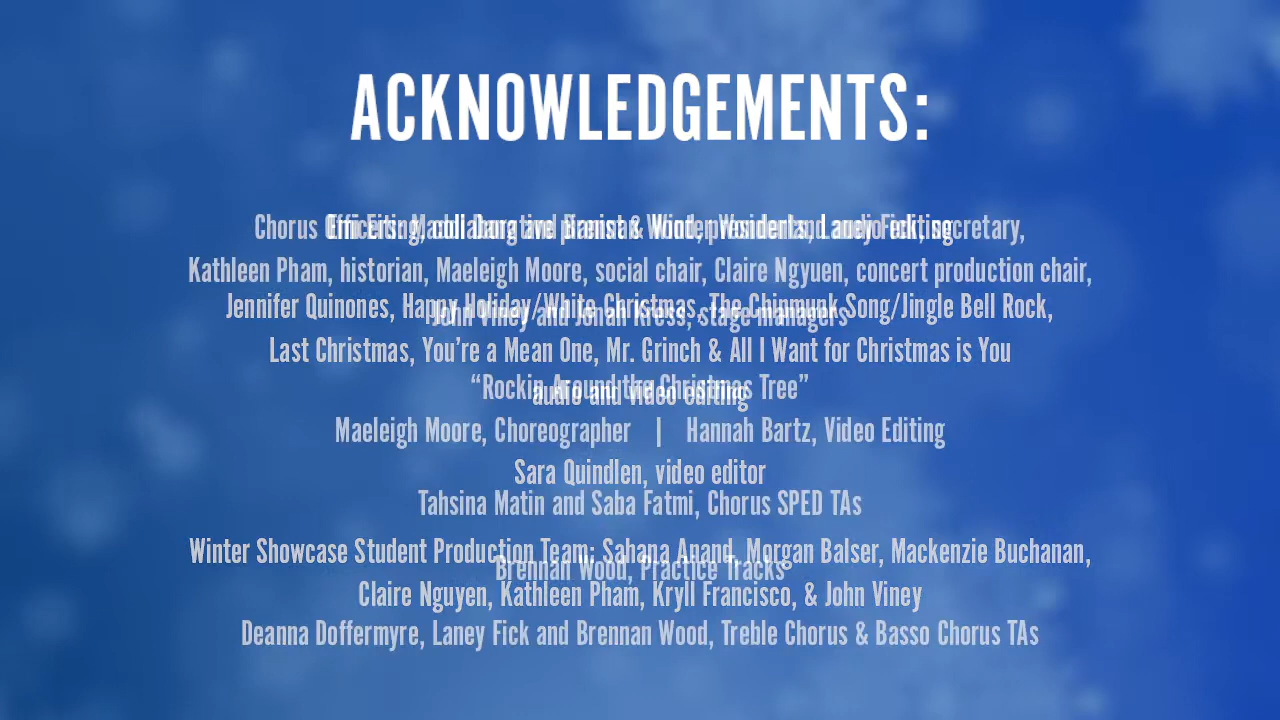 ACKNOWLEDGEMENTS:
Chorus
secretary,
Kathleen Pham, historian, Maeleigh Moore, social chair, Claire Ngyuen, concert production chair,
Jennifer Quinones, Happy Holiday/White Christmas, The Chipmunk Song/Jingle Bell Rock,
John Viney and Jonah Kress, stage managers
Last Christmas, You're a Mean One, Mr. Grinch & All I Want for Christmas is You
“Rockin Around the Christmas Tree”
audio and video editing
Maeleigh Moore, Choreographer | Hannah Bartz, Video Editing
Sara Quindlen, video editor
Tahsina Matin and Saba Fatmi, Chorus SPED TAs
Winter Showcase Student Production Team: Sahana Anand, Morgan Balser, Mackenzie Buchanan,
Brennan Wood, Practice Tracks
Claire Nguyen, Kathleen Pham, Kryll Francisco, & John Viney
Deanna Doffermyre, Laney Fick and Brennan Wood, Treble Chorus & Basso Chorus TAs